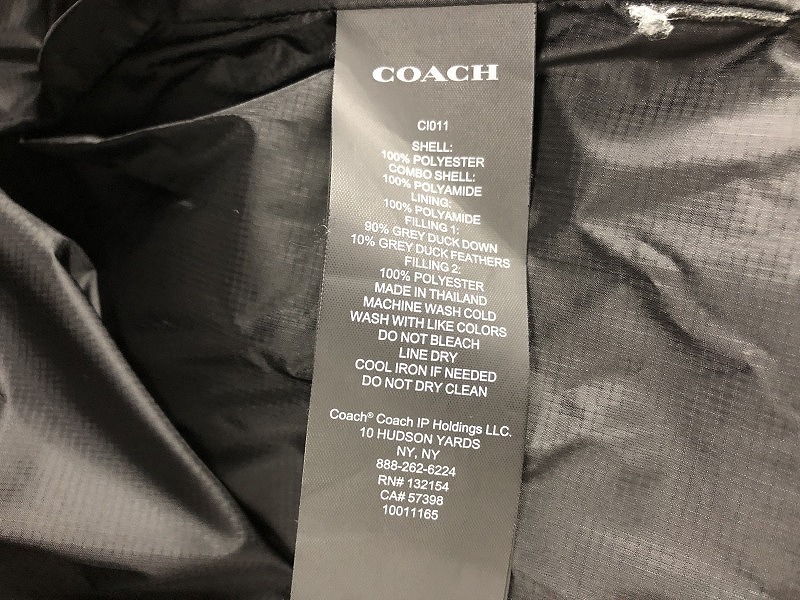 COACH
CI011
SHELL:
100% POLYESTER
COMBO SHELL:
100% POLYAMIDE
LINING:
100% POLYAMIDE
FILLING 1:
90% GREY DUCK DOWN
10% GREY DUCK FEATHERS
FILLING 2:
100% POLYESTER
MADE IN THAILAND
MACHINE WASH COLD
WASH WITH LIKE COLORS
DO NOT BLEACH
LINE DRY
COOL IRON IF NEEDED
DO NOT DRY CLEAN
Coach® Coach IP Holdings LLC.
10 HUDSON YARDS
NY, NY
888-262-6224
RN# 132154
CA# 57398
10011165